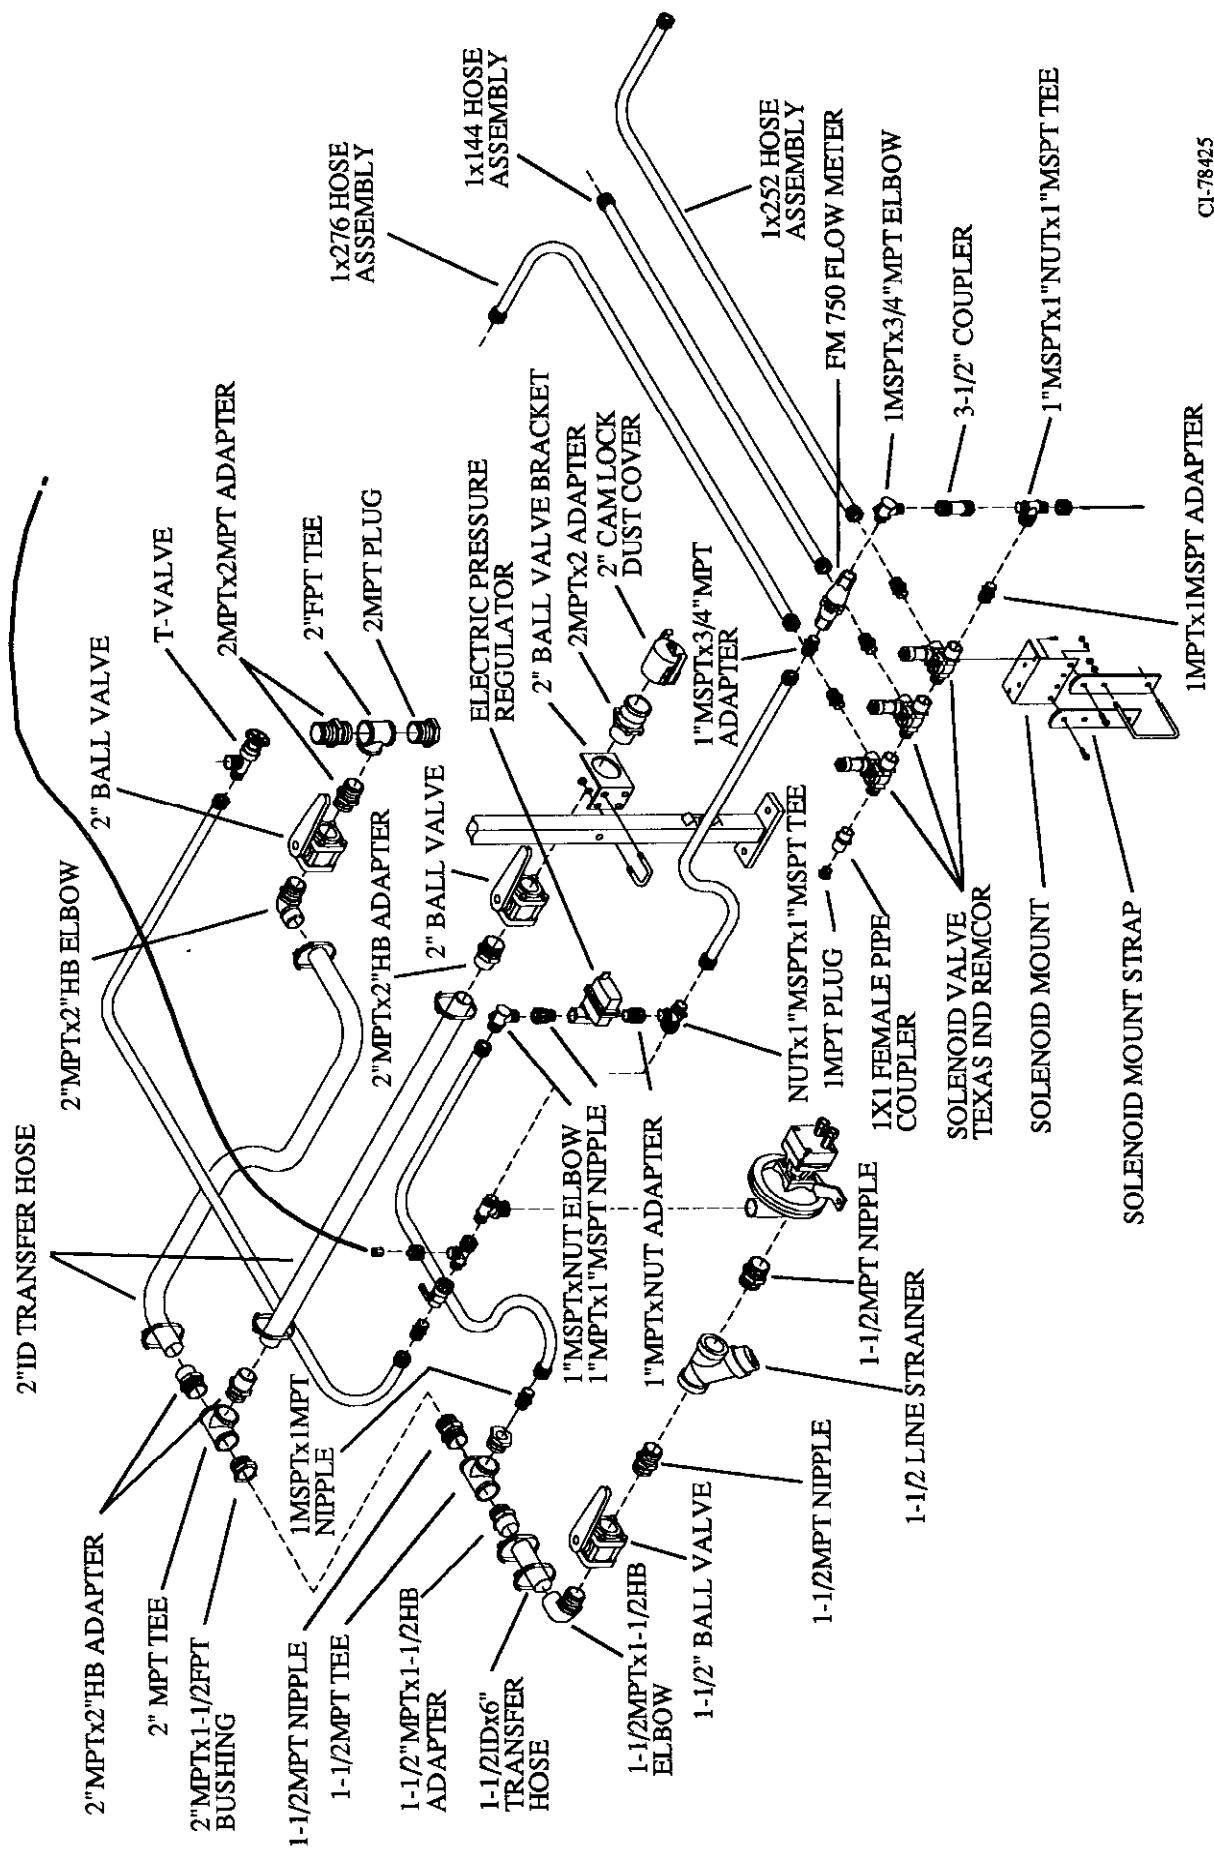 2"ID TRANSFER HOSE
2"MPTx2"HB ELBOW
2" BALL VALVE
T-VALVE
2MPTx2MPT ADAPTER
2"FPT TEE
2MPT PLUG
1x276 HOSE
ASSEMBLY
1x144 HOSE
ASSEMBLY
2"MPTx2"HB ADAPTER
2" BALL VALVE
ELECTRIC PRESSURE
REGULATOR
2" BALL VALVE BRACKET
2MPTx2 ADAPTER
2" CAM LOCK
DUST COVER
1"MSPTx3/4"MPT
ADAPTER
1x252 HOSE
ASSEMBLY
FM 750 FLOW METER
1MSPTx3/4"MPT ELBOW
3-1/2" COUPLER
1"MSPTx1"NUTx1"MSPT TEE
1MPTx1MSPT ADAPTER
2"MPTx2"HB ADAPTER
2" MPT TEE
2"MPTx1-1/2FPT
BUSHING
1MSPTx1MPT
NIPPLE
1-1/2MPT NIPPLE
1-1/2MPT TEE
1-1/2"MPTx1-1/2HB
ADAPTER
1-1/2IDx6"
TRANSFER
HOSE
1-1/2MPTx1-1/2HB
ELBOW
1-1/2" BALL VALVE
1-1/2MPT NIPPLE
1-1/2 LINE STRAINER
1-1/2MPT NIPPLE
1"MSPTxNUT ELBOW
1"MPTx1"MSPT NIPPLE
1"MPTxNUT ADAPTER
NUTx1"MSPTx1"MSPT TEE
1MPT PLUG
1X1 FEMALE PIPE
COUPLER
SOLENOID VALVE
TEXAS IND REMCOR
SOLENOID MOUNT
SOLENOID MOUNT STRAP
CI-78425